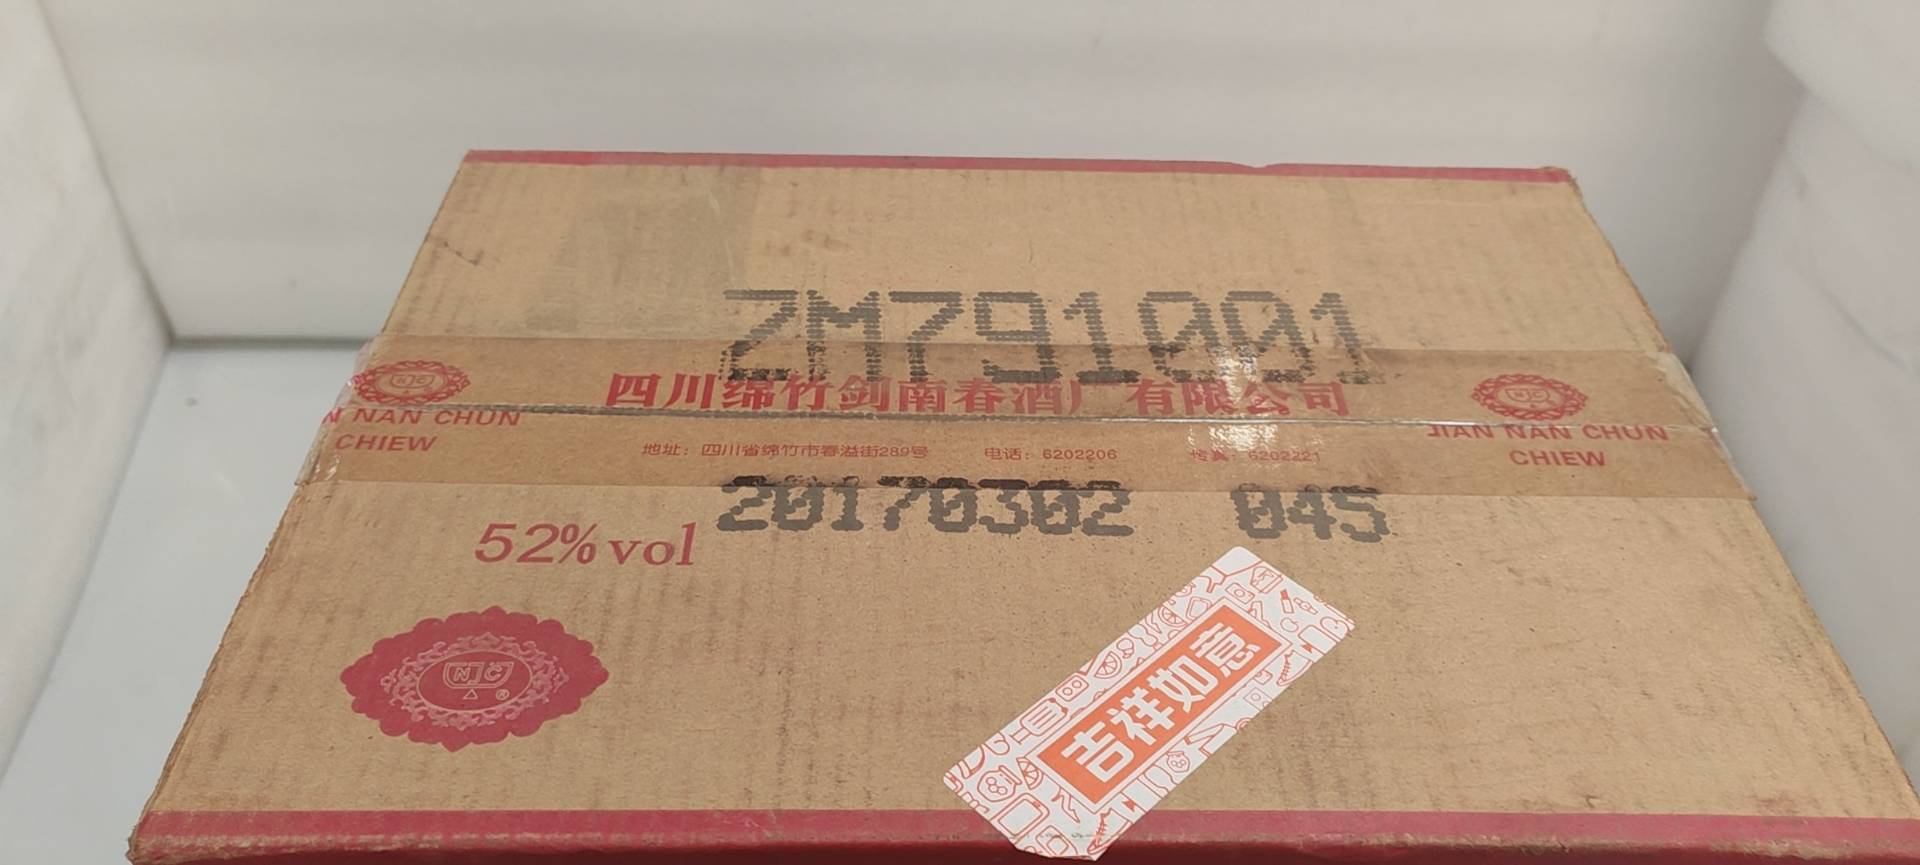 ZM791001
四川绵竹剑南春酒厂有限公司
N NAN CHUN
CHIEW
JIAN NAN CHUN
CHIEW
地址：四川省绵竹市春溢街289号 电话：6202206 传真：6202221
20170302 045
52%vol
NJC
吉祥如意